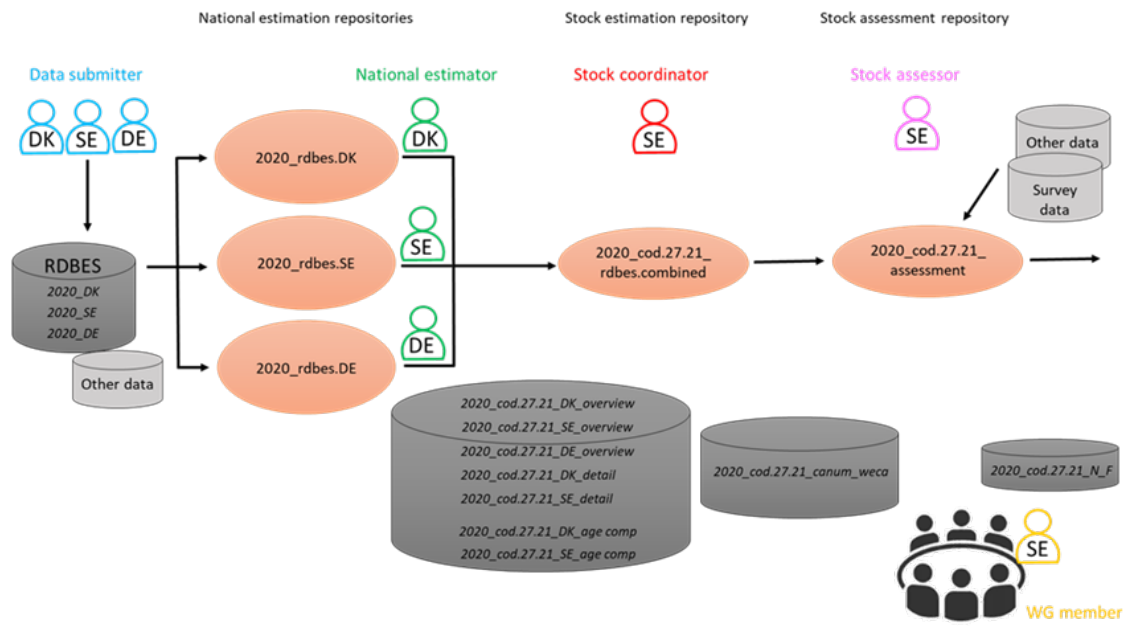 National estimation repositories
Stock estimation repository
Stock assessment repository
Data submitter
National estimator
Stock coordinator
Stock assessor
DK
SE
DE
DK
SE
SE
Other data
Survey
data
2020_rdbes.DK
SE
2020_rdbes.SE
2020_cod.27.21_
rdbes.combined
2020_cod.27.21_
assessment
RDBES
2020_DK
2020_SE
2020_DE
DE
2020_rdbes.DE
Other data
2020_cod.27.21_DK_overview
2020_cod.27.21_SE_overview
2020_cod.27.21_DE_overview
2020_cod.27.21_DK_detail
2020_cod.27.21_SE_detail
2020_cod.27.21_DK_age comp
2020_cod.27.21_SE_age comp
2020_cod.27.21_canum_weca
2020_cod.27.21_N_F
SE
WG member